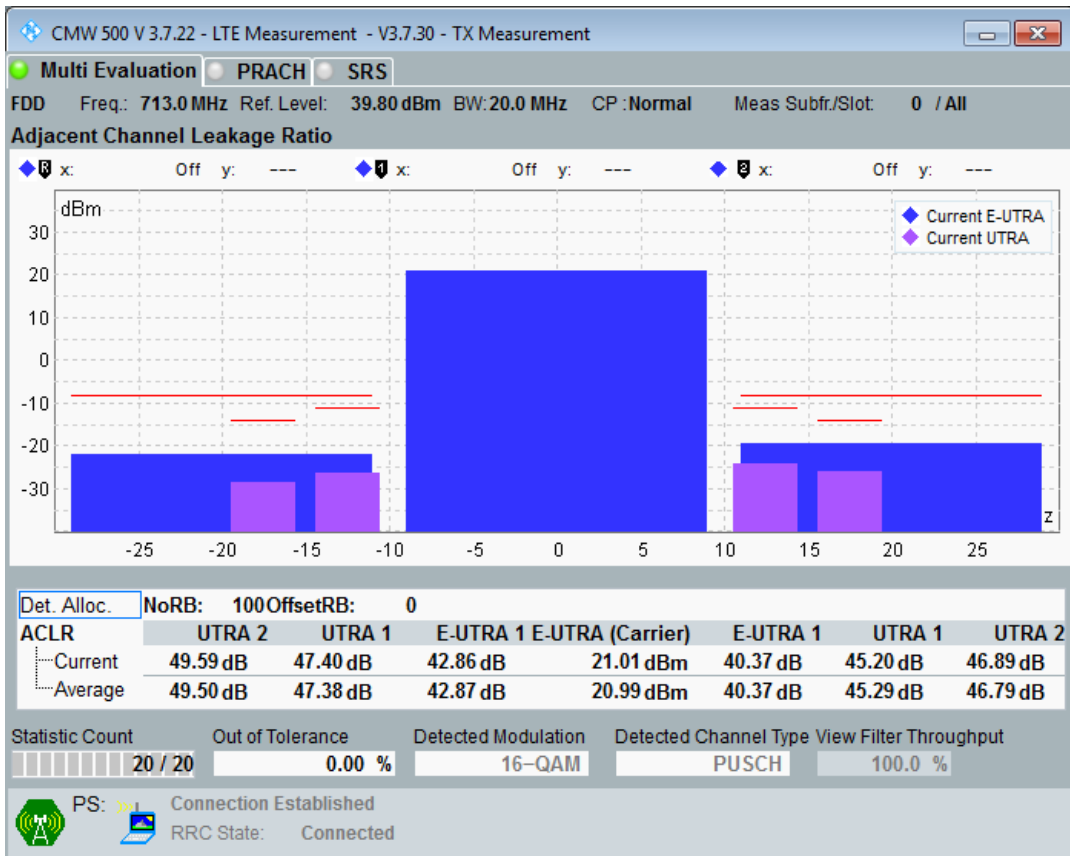 CMW 500 V 3.7.22 - LTE Measurement - V3.7.30 - TX Measurement
Multi Evaluation PRACH SRS
FDD Freq.: 713.0 MHz Ref. Level: 39.80 dBm BW: 20.0 MHz CP : Normal Meas Subfr./Slot: 0 / All
Adjacent Channel Leakage Ratio
R x: Off y: --- 1 x: Off y: --- 2 x: Off y: ---
dBm
Current E-UTRA
Current UTRA
30
20
10
0
-10
-20
-30
z
-25 -20 -15 -10 -5 0 5 10 15 20 25
Det. Alloc. NoRB: 100 OffsetRB: 0
ACLR UTRA 2 UTRA 1 E-UTRA 1 E-UTRA (Carrier) E-UTRA 1 UTRA 1 UTRA 2
Current 49.59 dB 47.40 dB 42.86 dB 21.01 dBm 40.37 dB 45.20 dB 46.89 dB
Average 49.50 dB 47.38 dB 42.87 dB 20.99 dBm 40.37 dB 45.29 dB 46.79 dB
Statistic Count Out of Tolerance Detected Modulation Detected Channel Type View Filter Throughput
20 / 20 0.00 % 16-QAM PUSCH 100.0 %
PS: Connection Established
RRC State: Connected